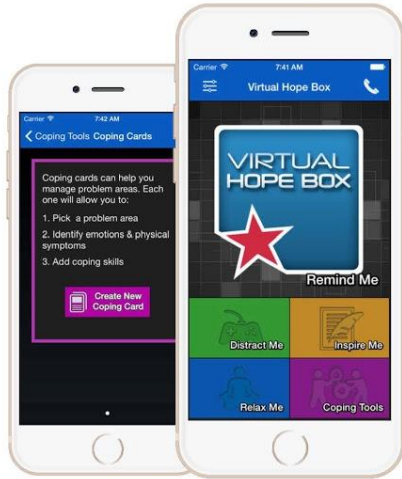 Carrier 7:42 AM
Coping Tools Coping Cards
Coping cards can help you
manage problem areas. Each
one will allow you to:
1. Pick a problem area
2. Identify emotions & physical
symptoms
3. Add coping skills
Create New
Coping Card
Carrier 7:41 AM
Virtual Hope Box
VIRTUAL
HOPE BOX
Remind Me
Distract Me
Inspire Me
Relax Me
Coping Tools